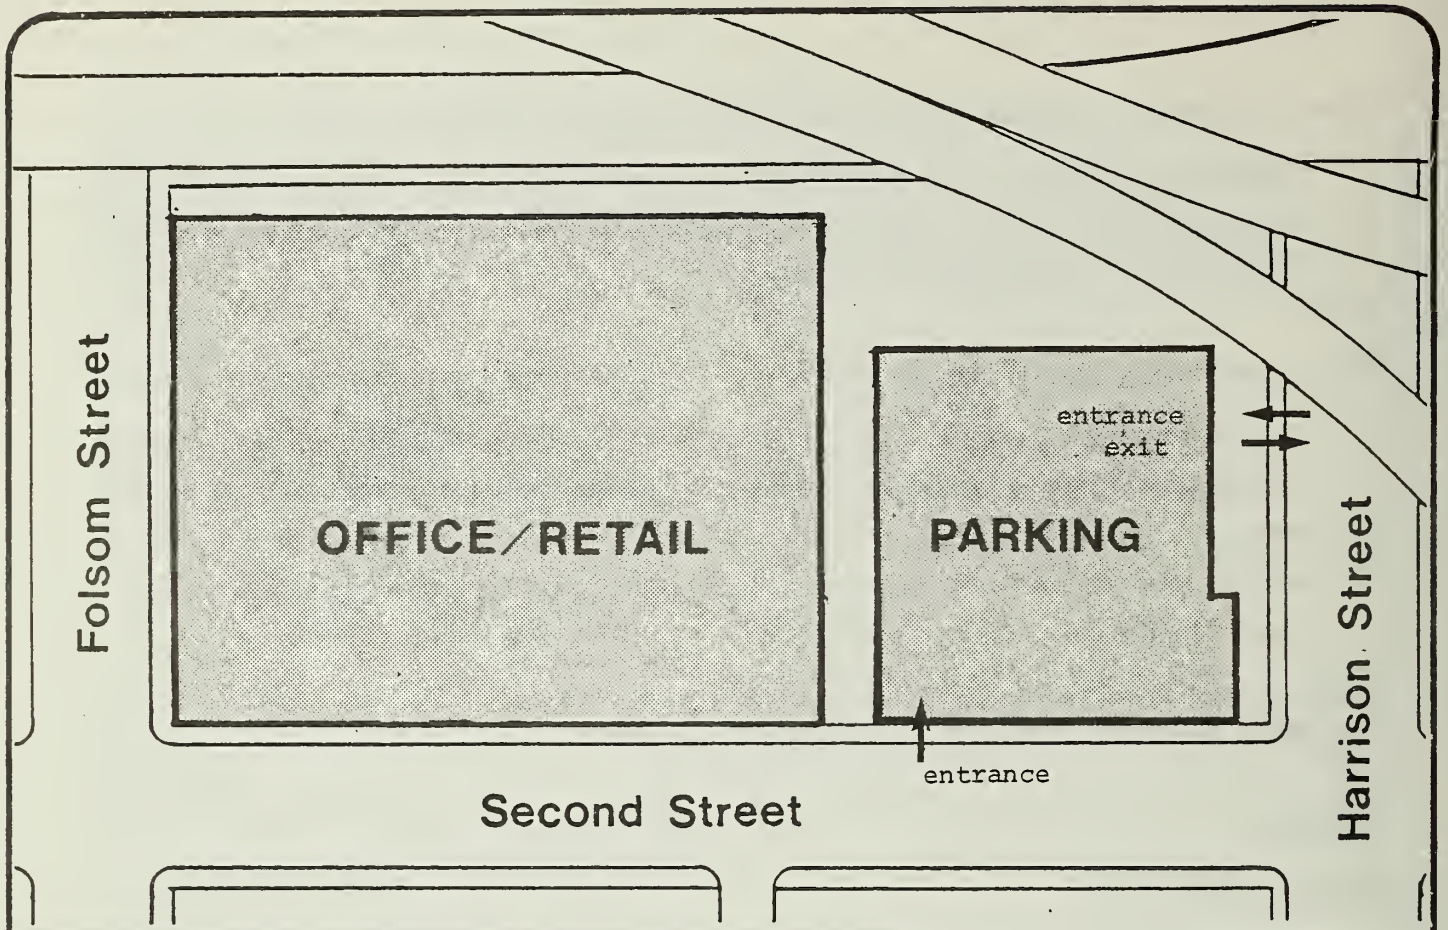 Folsom Street
entrance
exit
OFFICE/RETAIL
PARKING
Harrison Street
entrance
Second Street